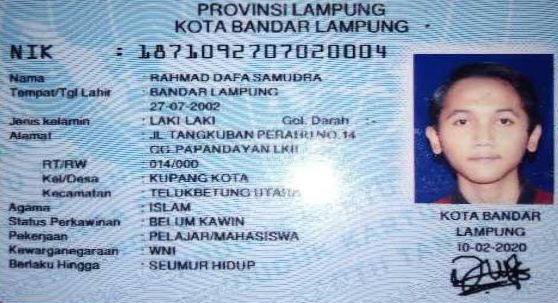 PROVINSI LAMPUNG
KOTA BANDAR LAMPUNG
NIK : 1871092707020004
Nama : RAHMAD DAFA SAMUDRA
Tempat/Tgl Lahir : BANDAR LAMPUNG
27-07-2002
Jenis kelamin : LAKI LAKI Gol. Darah : -
Alamat : JL TANGKUBAN PERAHU NO.14
GG PAPANDAYAN LKII
RT/RW : 014/000
Kel/Desa : KUPANG KOTA
Kecamatan : TELUKBETUNG UTARA
Agama : ISLAM
Status Perkawinan : BELUM KAWIN
Pekerjaan : PELAJAR/MAHASISWA
Kewarganegaraan : WNI
Berlaku Hingga : SEUMUR HIDUP
KOTA BANDAR
LAMPUNG
10-02-2020